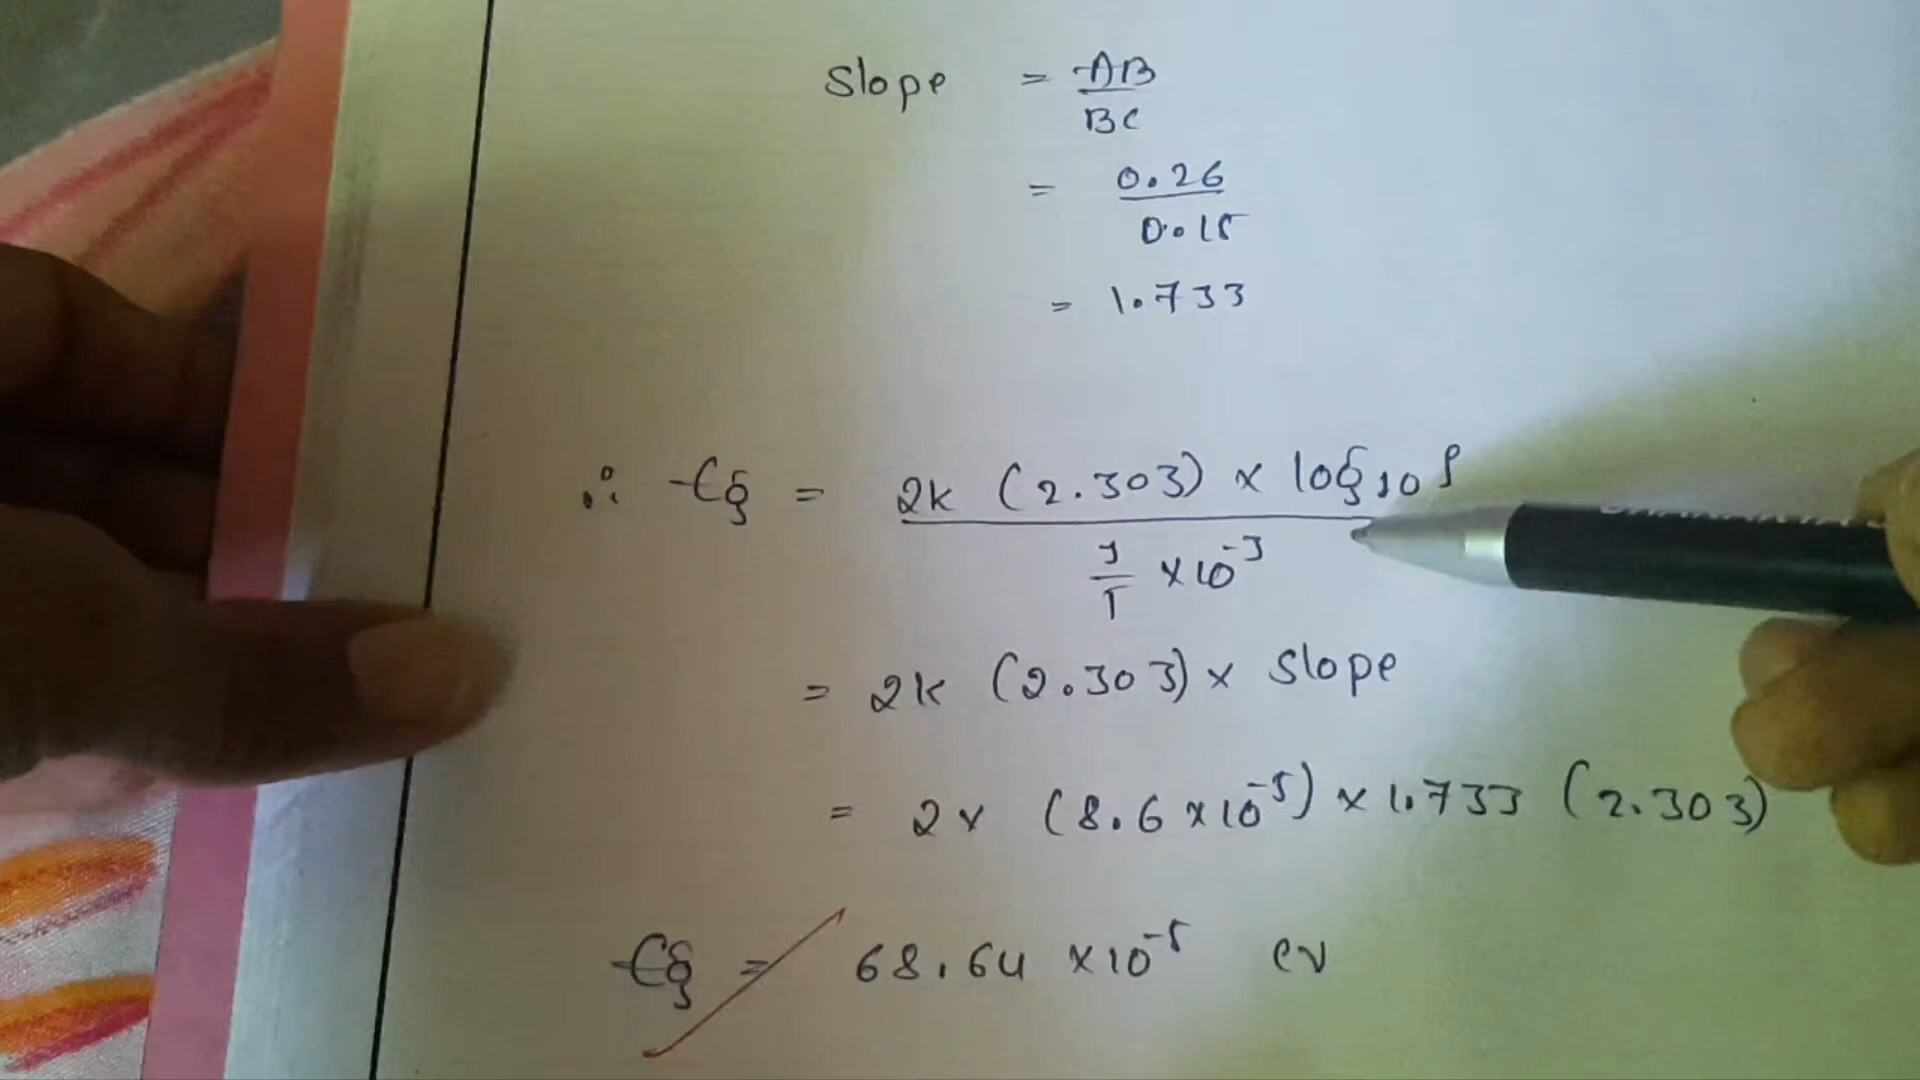 Slope = AB / BC
= 0.26 / 0.15
= 1.733
∴ Eg = 2k (2.303) × log10 ρ / 1/T × 10^-3
= 2k (2.303) × Slope
= 2 × (8.6 × 10^-5) × 1.733 (2.303)
Eg = 68.64 × 10^-5 ev